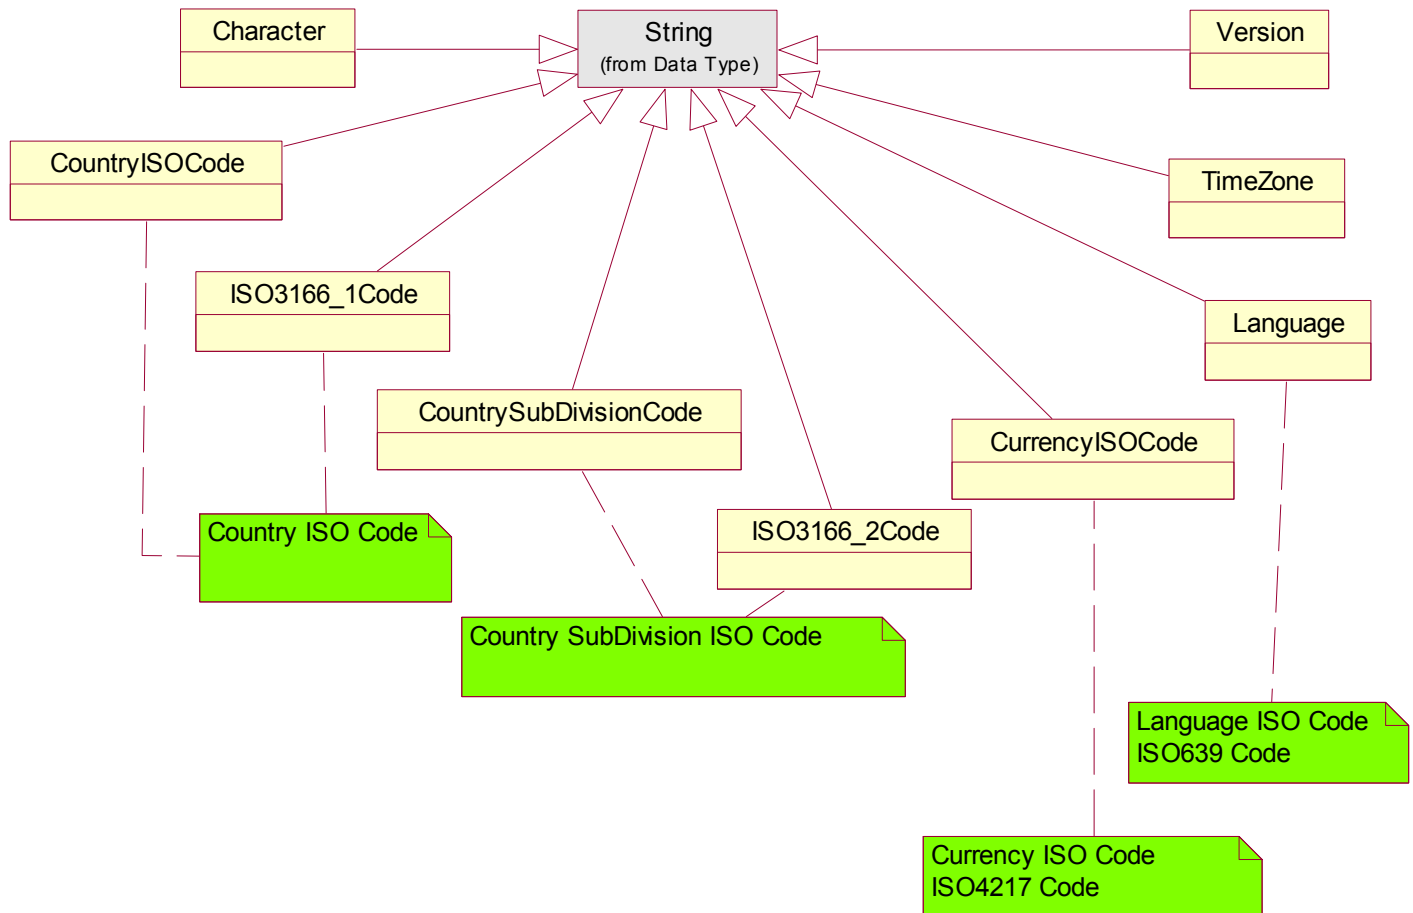 Character
String
(from Data Type)
Version
CountryISOCode
TimeZone
ISO3166_1Code
Language
CountrySubDivisionCode
CurrencyISOCode
Country ISO Code
ISO3166_2Code
Country SubDivision ISO Code
Language ISO Code
ISO639 Code
Currency ISO Code
ISO4217 Code